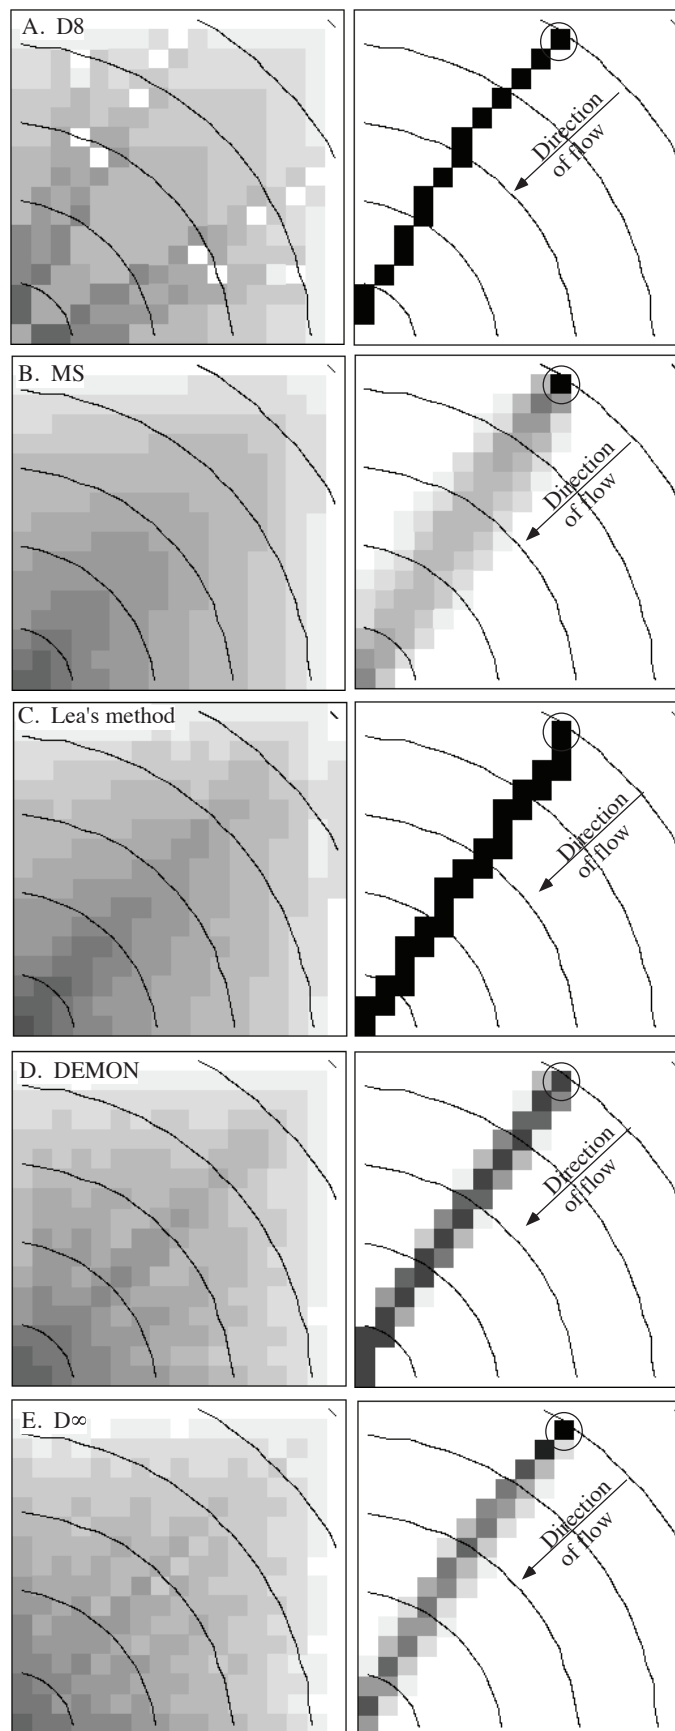 A. D8
Direction
of flow
B. MS
Direction
of flow
C. Lea's method
Direction
of flow
D. DEMON
Direction
of flow
E. D∞
Direction
of flow